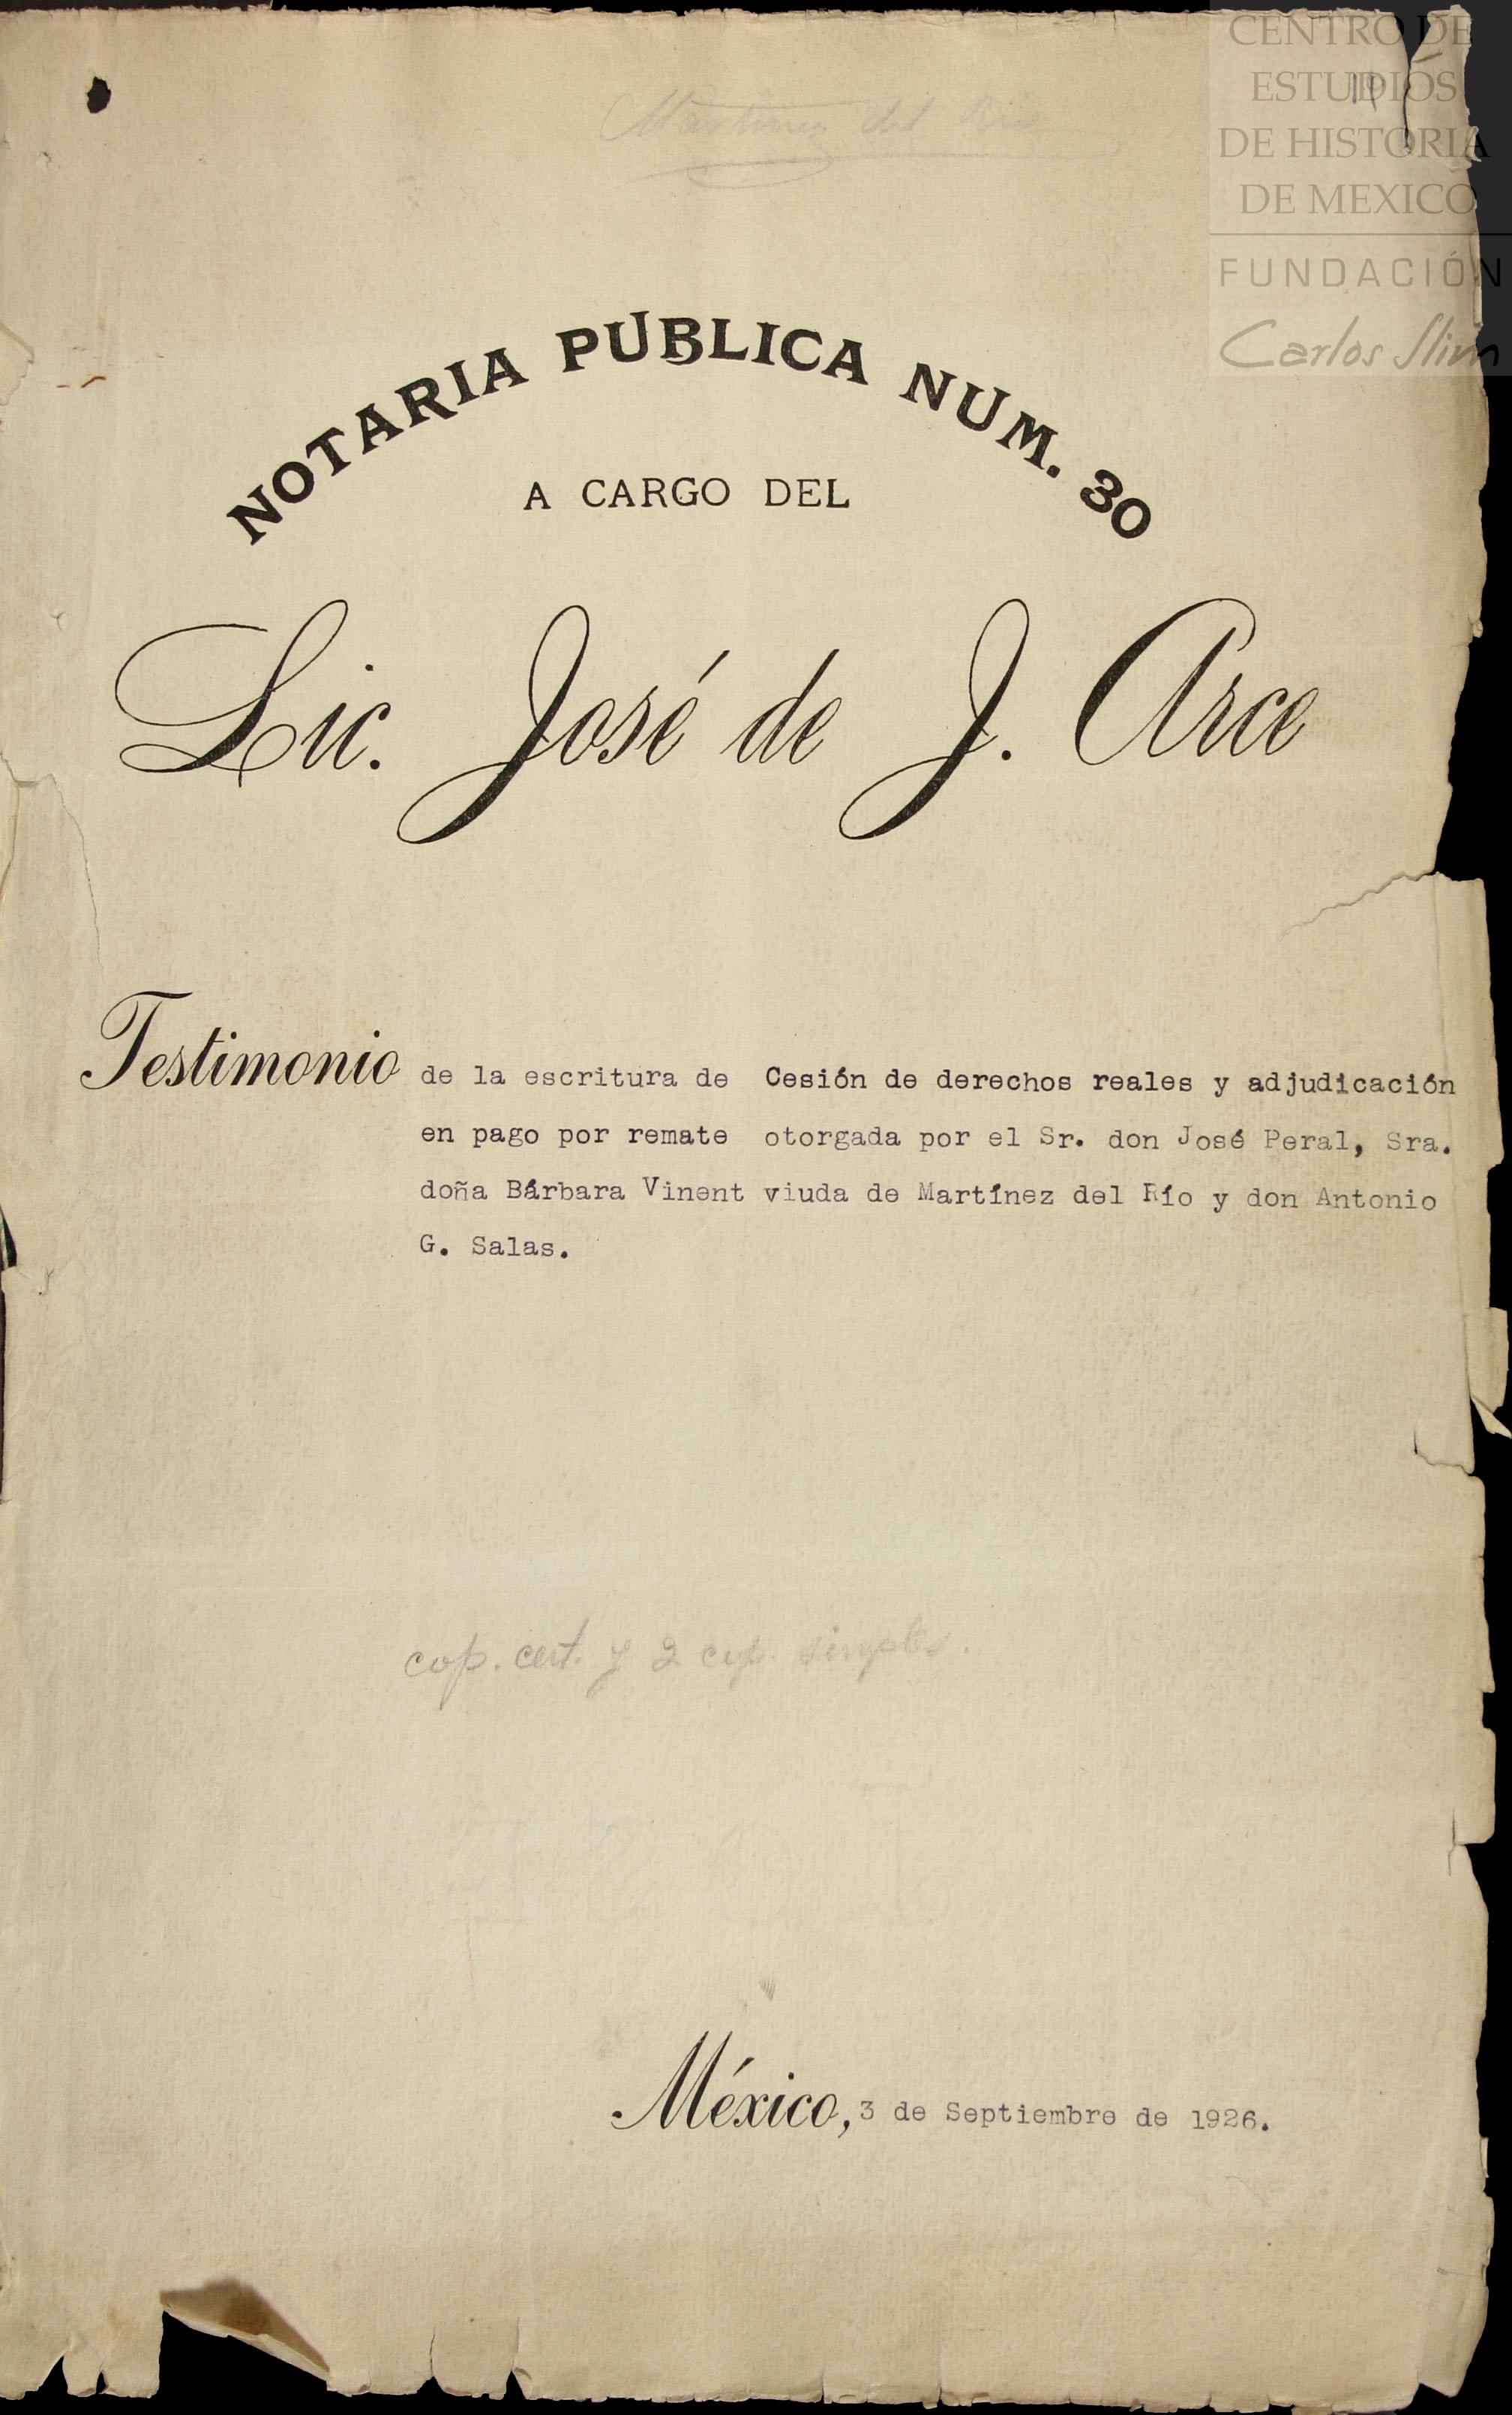 CENTRO DE
ESTUDIOS
DE HISTORIA
DE MEXICO
FUNDACIÓN
Carlos Slim
Martinez del Rio
NOTARIA PUBLICA NUM. 30
A CARGO DEL
Lic. José de J. Arce
Testimonio de la escritura de Cesión de derechos reales y adjudicación
en pago por remate otorgada por el Sr. don José Peral, Sra.
doña Bárbara Vinent viuda de Martínez del Río y don Antonio
G. Salas.
cop. cert. y 2 cop. simples.
México, 3 de Septiembre de 1926.